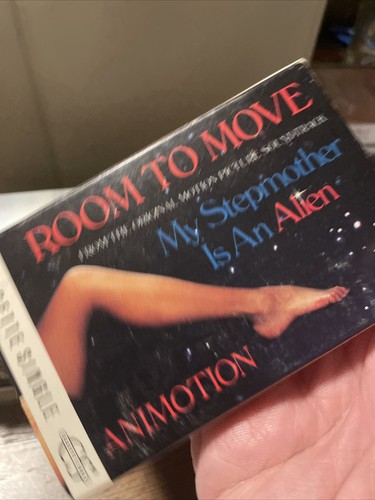 ROOM TO MOVE
FROM THE ORIGINAL MOTION PICTURE SOUNDTRACK
My Stepmother
Is An Alien
ANIMOTION